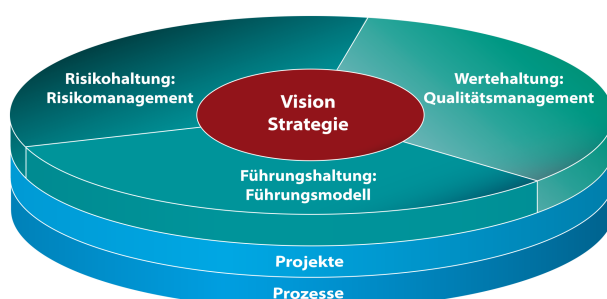 Risikohaltung:
Risikomanagement
Wertehaltung:
Qualitätsmanagement
Vision
Strategie
Führungshaltung:
Führungsmodell
Projekte
Prozesse